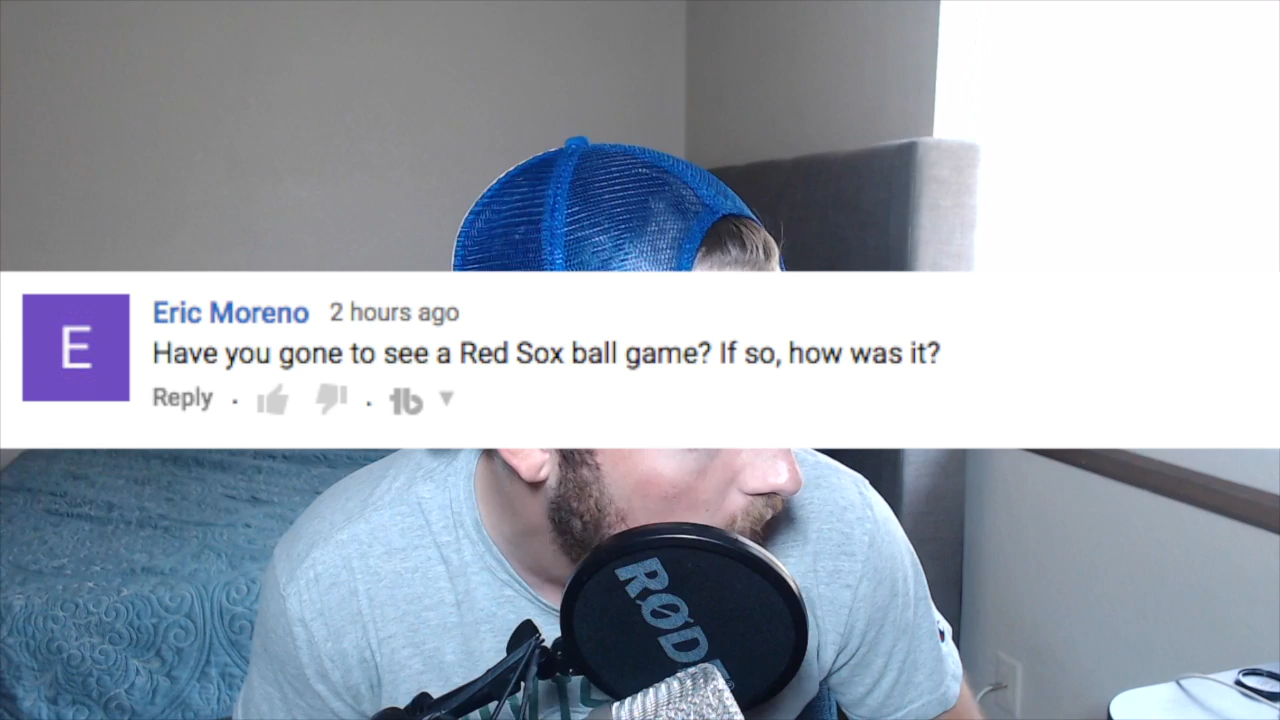 E
Eric Moreno 2 hours ago
Have you gone to see a Red Sox ball game? If so, how was it?
Reply
RØDE